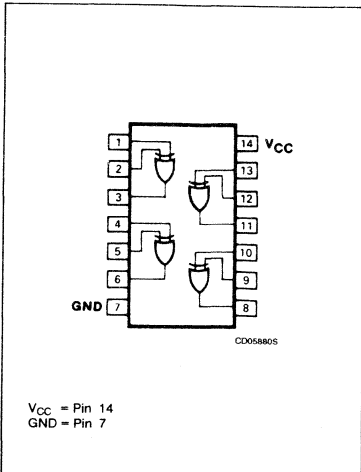 1
14 VCC
2
13
3
12
4
11
5
10
6
9
GND 7
8
CD05880S
VCC = Pin 14
GND = Pin 7